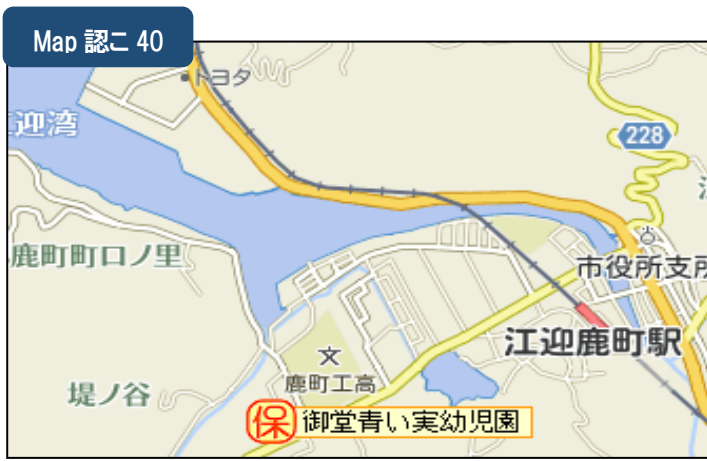 Map 認こ 40
トヨタ
迎湾
228
鹿町町口ノ里
市役所支所
江迎鹿町駅
文
鹿町工高
堤ノ谷
保 御堂青い実幼児園